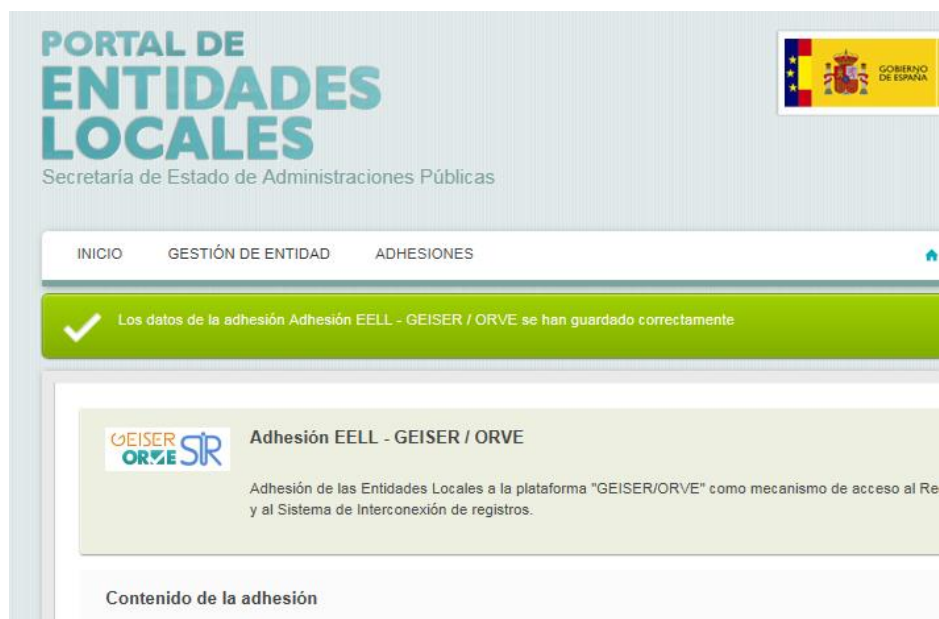 PORTAL DE
ENTIDADES
LOCALES
Secretaría de Estado de Administraciones Públicas
GOBIERNO
DE ESPAÑA
INICIO GESTIÓN DE ENTIDAD ADHESIONES
Los datos de la adhesión Adhesión EELL - GEISER / ORVE se han guardado correctamente
GEISER
ORVE
SIR
Adhesión EELL - GEISER / ORVE
Adhesión de las Entidades Locales a la plataforma "GEISER/ORVE" como mecanismo de acceso al Re
y al Sistema de Interconexión de registros.
Contenido de la adhesión